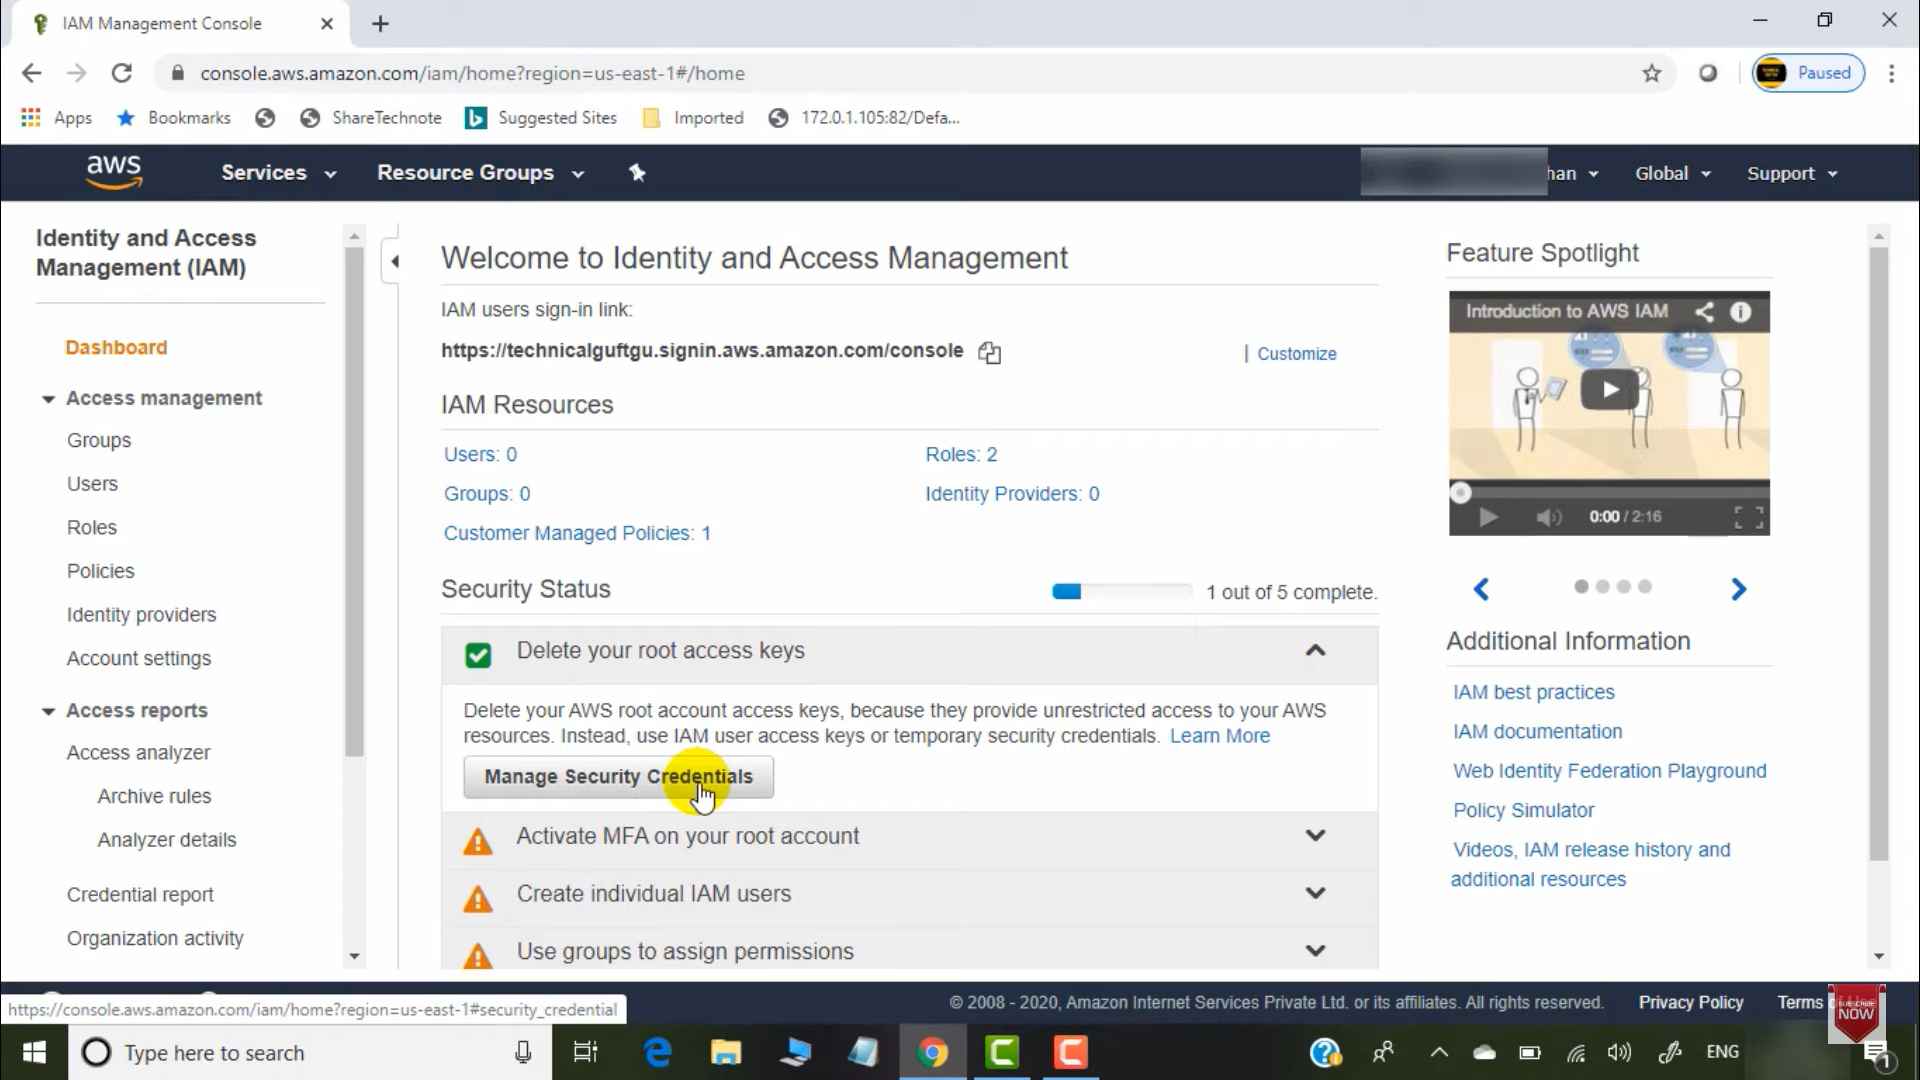 IAM Management Console
console.aws.amazon.com/iam/home?region=us-east-1#/home
Paused
Apps
Bookmarks
ShareTechnote
Suggested Sites
Imported
172.0.1.105:82/Defa...
aws
Services
Resource Groups
han
Global
Support
Identity and Access
Management (IAM)
Dashboard
Access management
Groups
Users
Roles
Policies
Identity providers
Account settings
Access reports
Access analyzer
Archive rules
Analyzer details
Credential report
Organization activity
Welcome to Identity and Access Management
IAM users sign-in link:
https://technicalguftgu.signin.aws.amazon.com/console
Customize
IAM Resources
Users: 0
Roles: 2
Groups: 0
Identity Providers: 0
Customer Managed Policies: 1
Security Status
1 out of 5 complete.
Delete your root access keys
Delete your AWS root account access keys, because they provide unrestricted access to your AWS
resources. Instead, use IAM user access keys or temporary security credentials. Learn More
Manage Security Credentials
Activate MFA on your root account
Create individual IAM users
Use groups to assign permissions
Feature Spotlight
Introduction to AWS IAM
0:00 / 2:16
Additional Information
IAM best practices
IAM documentation
Web Identity Federation Playground
Policy Simulator
Videos, IAM release history and
additional resources
https://console.aws.amazon.com/iam/home?region=us-east-1#security_credential
© 2008 - 2020, Amazon Internet Services Private Ltd. or its affiliates. All rights reserved.
Privacy Policy
Terms
SUBSCRIBE
NOW
Type here to search
ENG
1